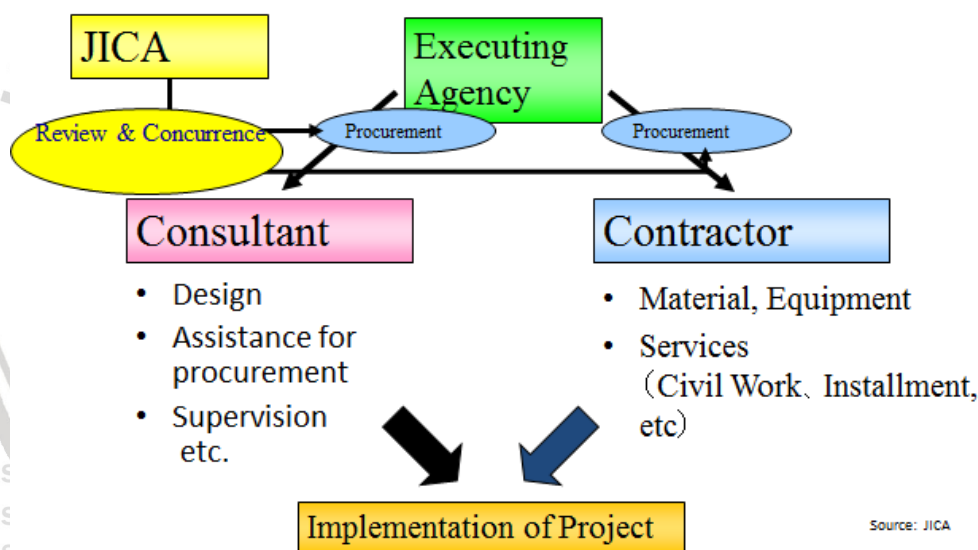 JICA
Executing
Agency
Review & Concurrence
Procurement
Procurement
Consultant
Contractor
• Design
• Assistance for
procurement
• Supervision
etc.
• Material, Equipment
• Services
（Civil Work、Installment,
etc）
Implementation of Project
Source: JICA